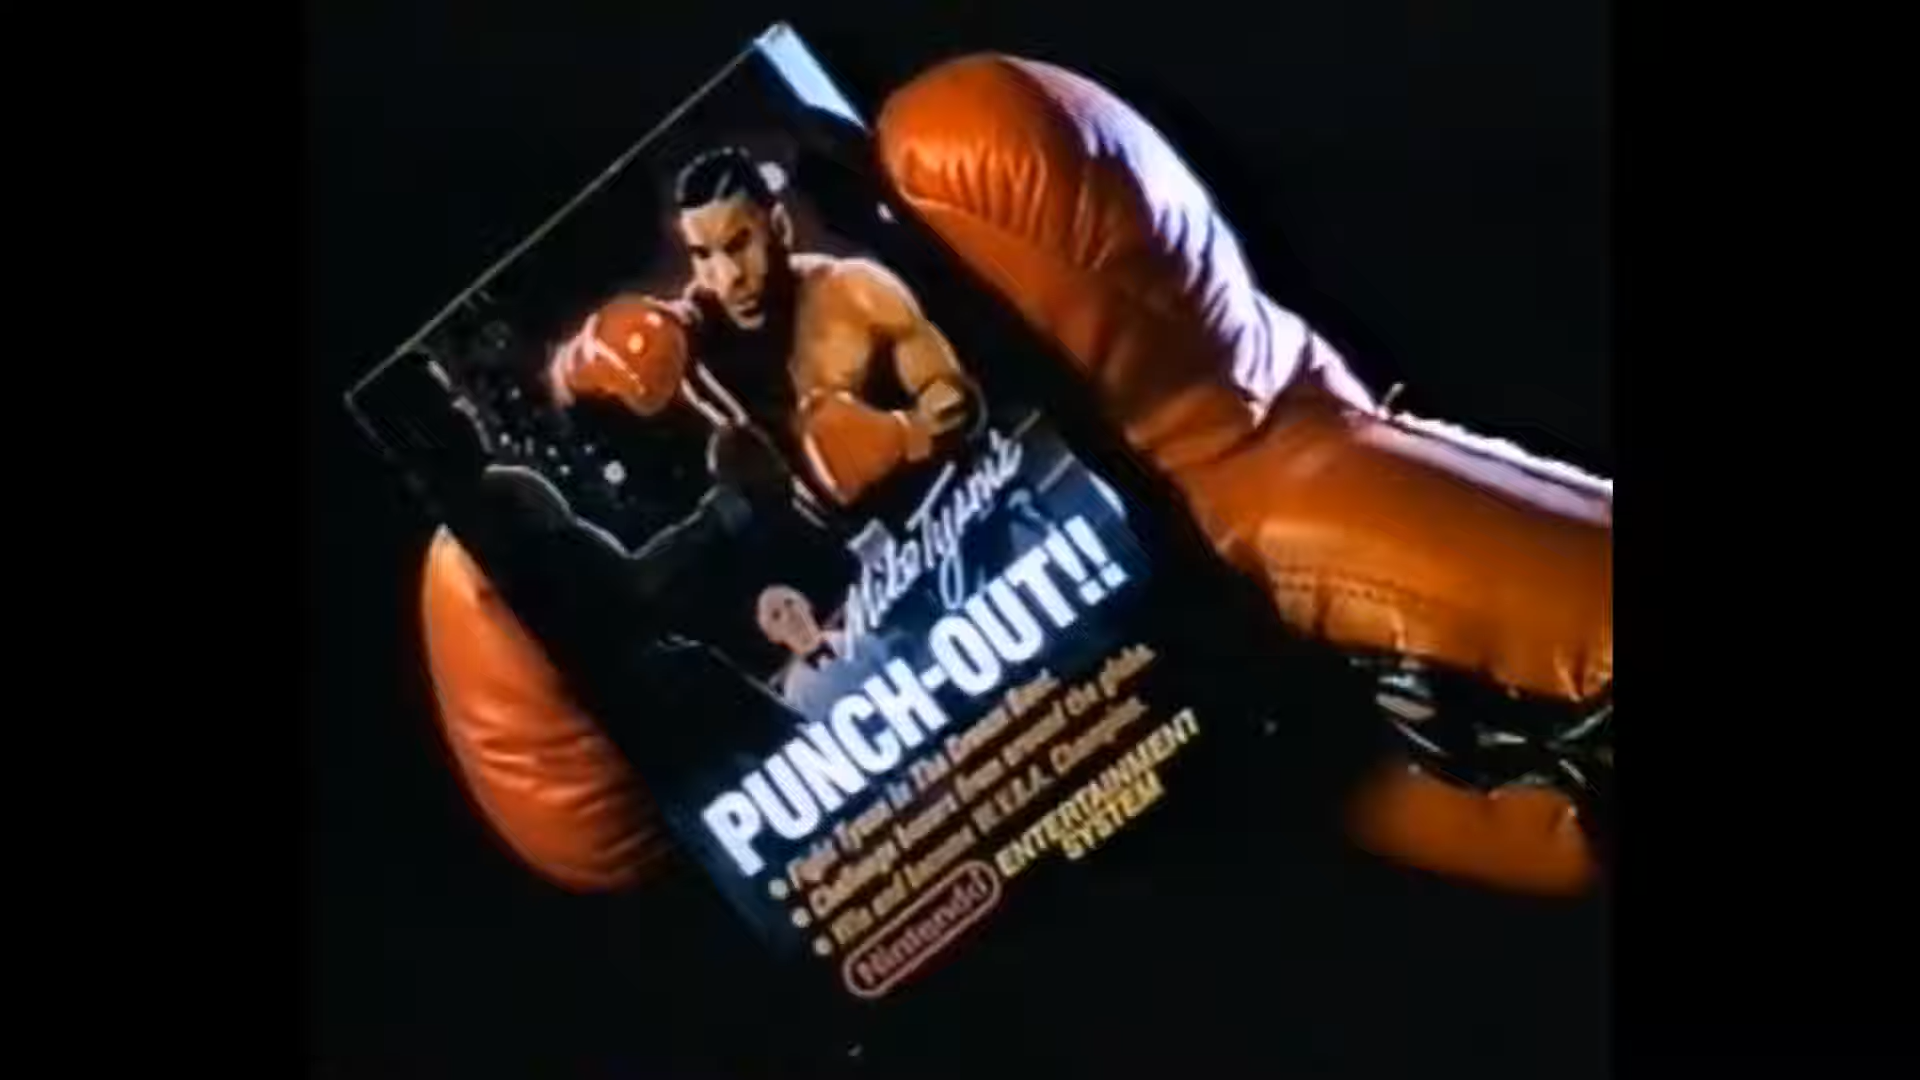 Mike Tyson's
PUNCH-OUT!!
• Fight Tyson in The Dream Bout.
• Challenge boxers from around the globe.
• Win and become W.V.B.A. Champion.
Nintendo
ENTERTAINMENT
SYSTEM